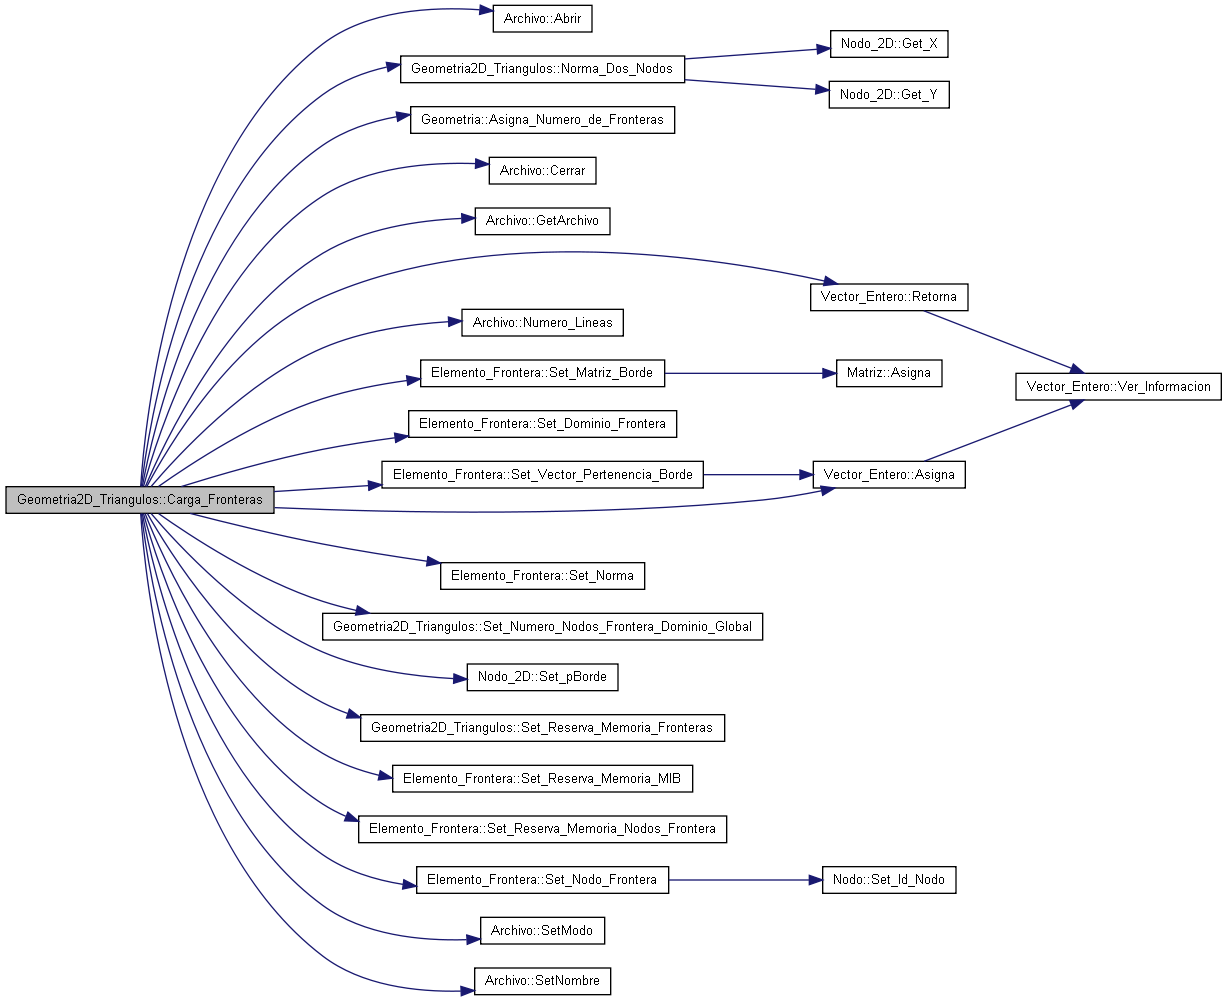 Archivo::Abrir
Nodo_2D::Get_X
Geometria2D_Triangulos::Norma_Dos_Nodos
Nodo_2D::Get_Y
Geometria::Asigna_Numero_de_Fronteras
Archivo::Cerrar
Archivo::GetArchivo
Vector_Entero::Retorna
Archivo::Numero_Lineas
Elemento_Frontera::Set_Matriz_Borde
Matriz::Asigna
Vector_Entero::Ver_Informacion
Elemento_Frontera::Set_Dominio_Frontera
Elemento_Frontera::Set_Vector_Pertenencia_Borde
Vector_Entero::Asigna
Geometria2D_Triangulos::Carga_Fronteras
Elemento_Frontera::Set_Norma
Geometria2D_Triangulos::Set_Numero_Nodos_Frontera_Dominio_Global
Nodo_2D::Set_pBorde
Geometria2D_Triangulos::Set_Reserva_Memoria_Fronteras
Elemento_Frontera::Set_Reserva_Memoria_MIB
Elemento_Frontera::Set_Reserva_Memoria_Nodos_Frontera
Elemento_Frontera::Set_Nodo_Frontera
Nodo::Set_Id_Nodo
Archivo::SetModo
Archivo::SetNombre